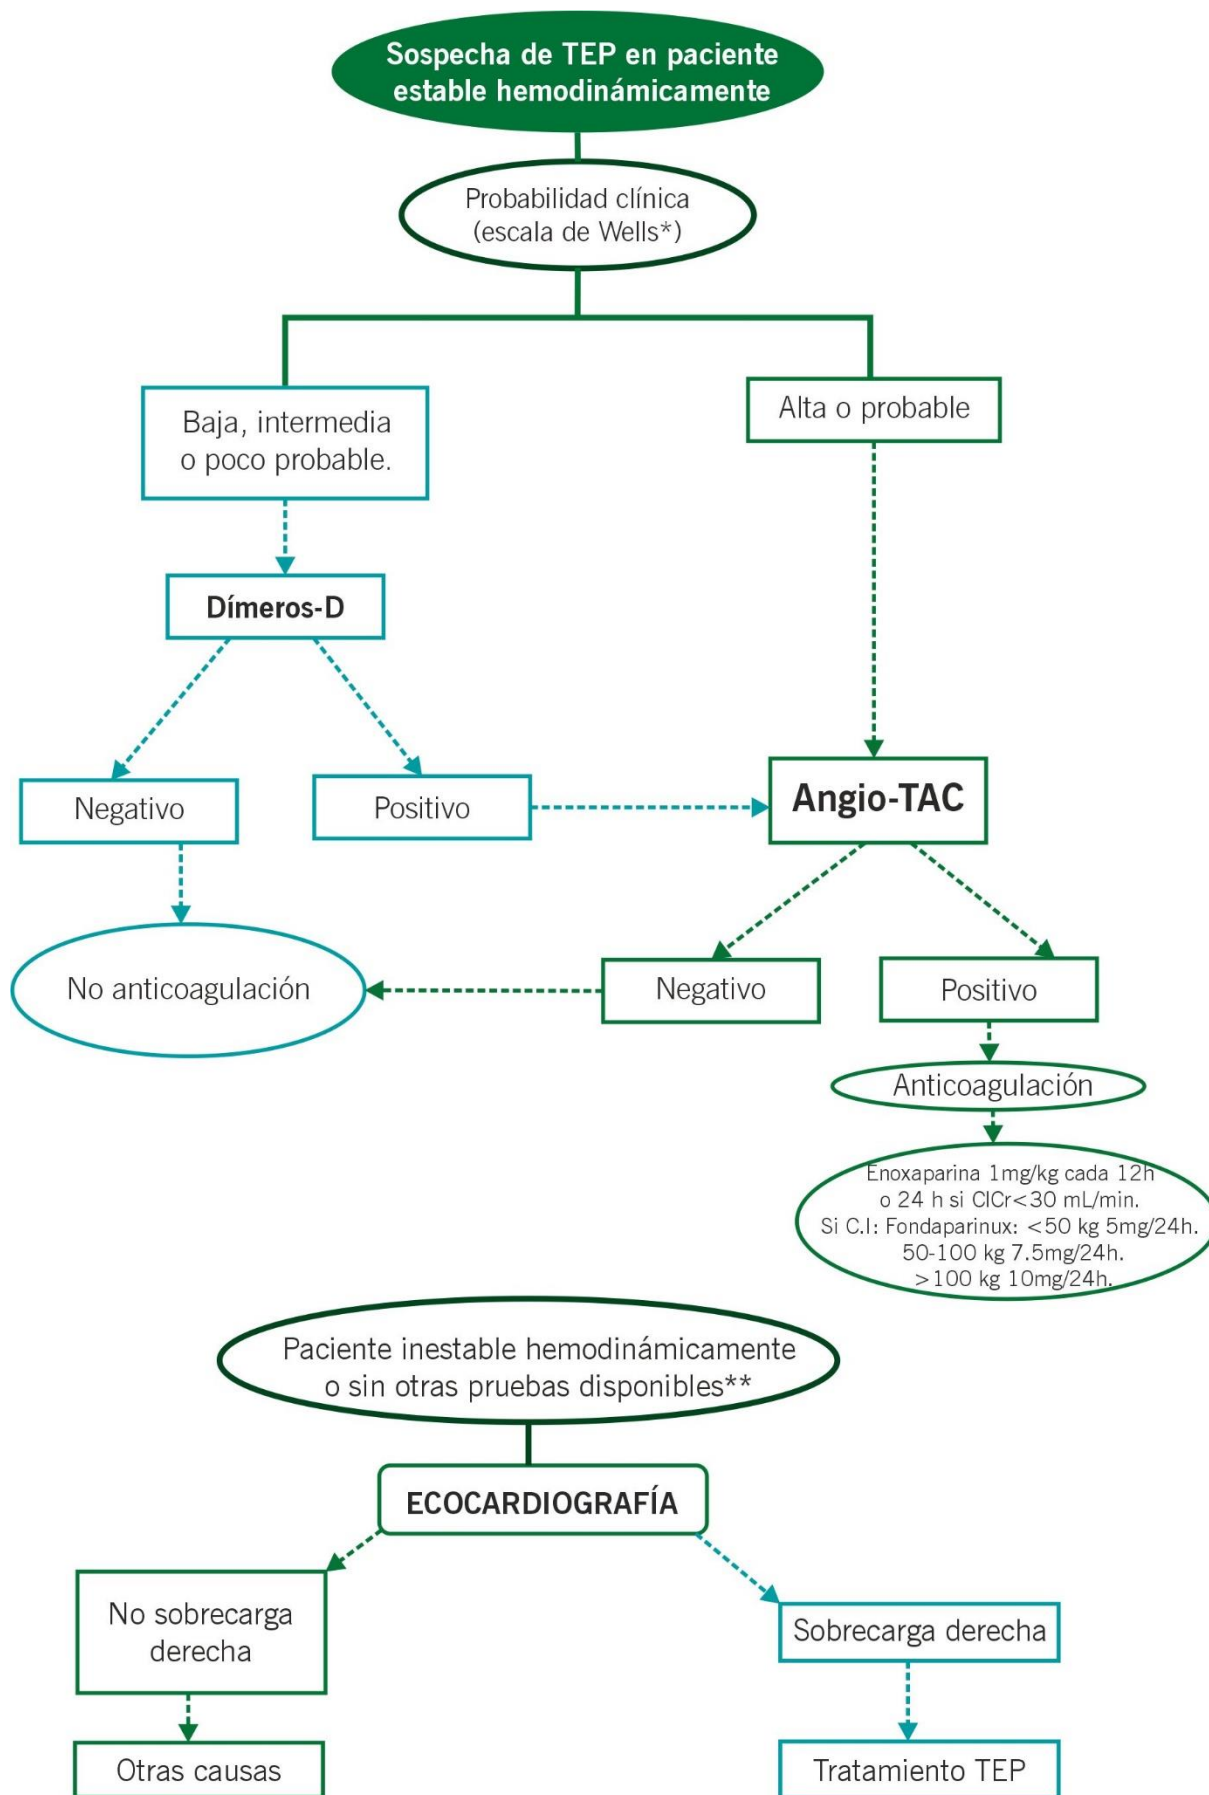 Sospecha de TEP en paciente
estable hemodinámicamente
Probabilidad clínica
(escala de Wells*)
Baja, intermedia
o poco probable.
Alta o probable
Dímeros-D
Negativo
Positivo
Angio-TAC
No anticoagulación
Negativo
Positivo
Anticoagulación
Enoxaparina 1mg/kg cada 12h
o 24 h si ClCr<30 mL/min.
Si C.I: Fondaparinux: <50 kg 5mg/24h.
50-100 kg 7.5mg/24h.
>100 kg 10mg/24h.
Paciente inestable hemodinámicamente
o sin otras pruebas disponibles**
ECOCARDIOGRAFÍA
No sobrecarga
derecha
Sobrecarga derecha
Otras causas
Tratamiento TEP